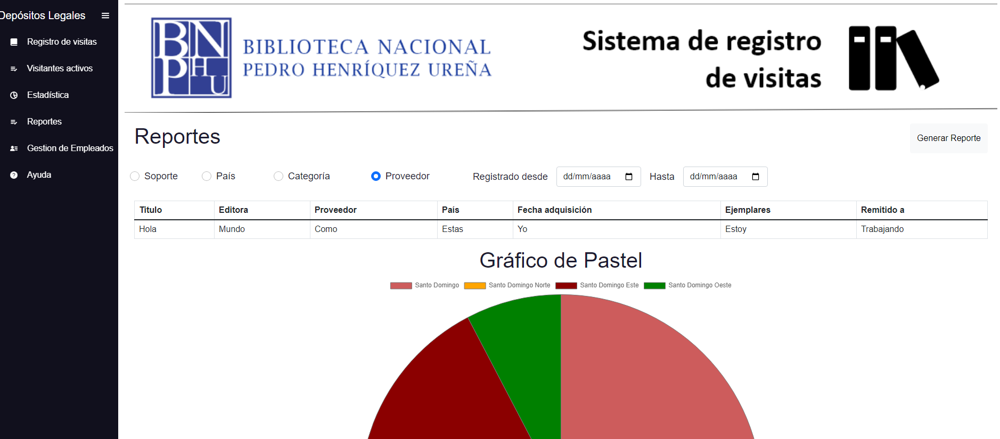 Depósitos Legales
Registro de visitas
Visitantes activos
Estadística
Reportes
Gestion de Empleados
Ayuda
BNPHU
BIBLIOTECA NACIONAL
PEDRO HENRÍQUEZ UREÑA
Sistema de registro
de visitas
Reportes
Generar Reporte
Soporte País Categoría Proveedor Registrado desde dd/mm/aaaa Hasta dd/mm/aaaa
Titulo Editora Proveedor País Fecha adquisición Ejemplares Remitido a
Hola Mundo Como Estas Yo Estoy Trabajando
Gráfico de Pastel
Santo Domingo Santo Domingo Norte Santo Domingo Este Santo Domingo Oeste